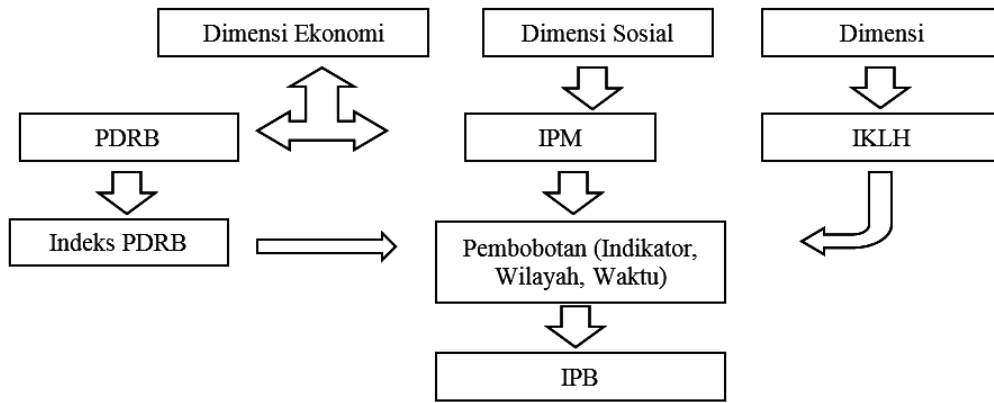 Dimensi Ekonomi
Dimensi Sosial
Dimensi
PDRB
IPM
IKLH
Indeks PDRB
Pembobotan (Indikator,
Wilayah, Waktu)
IPB